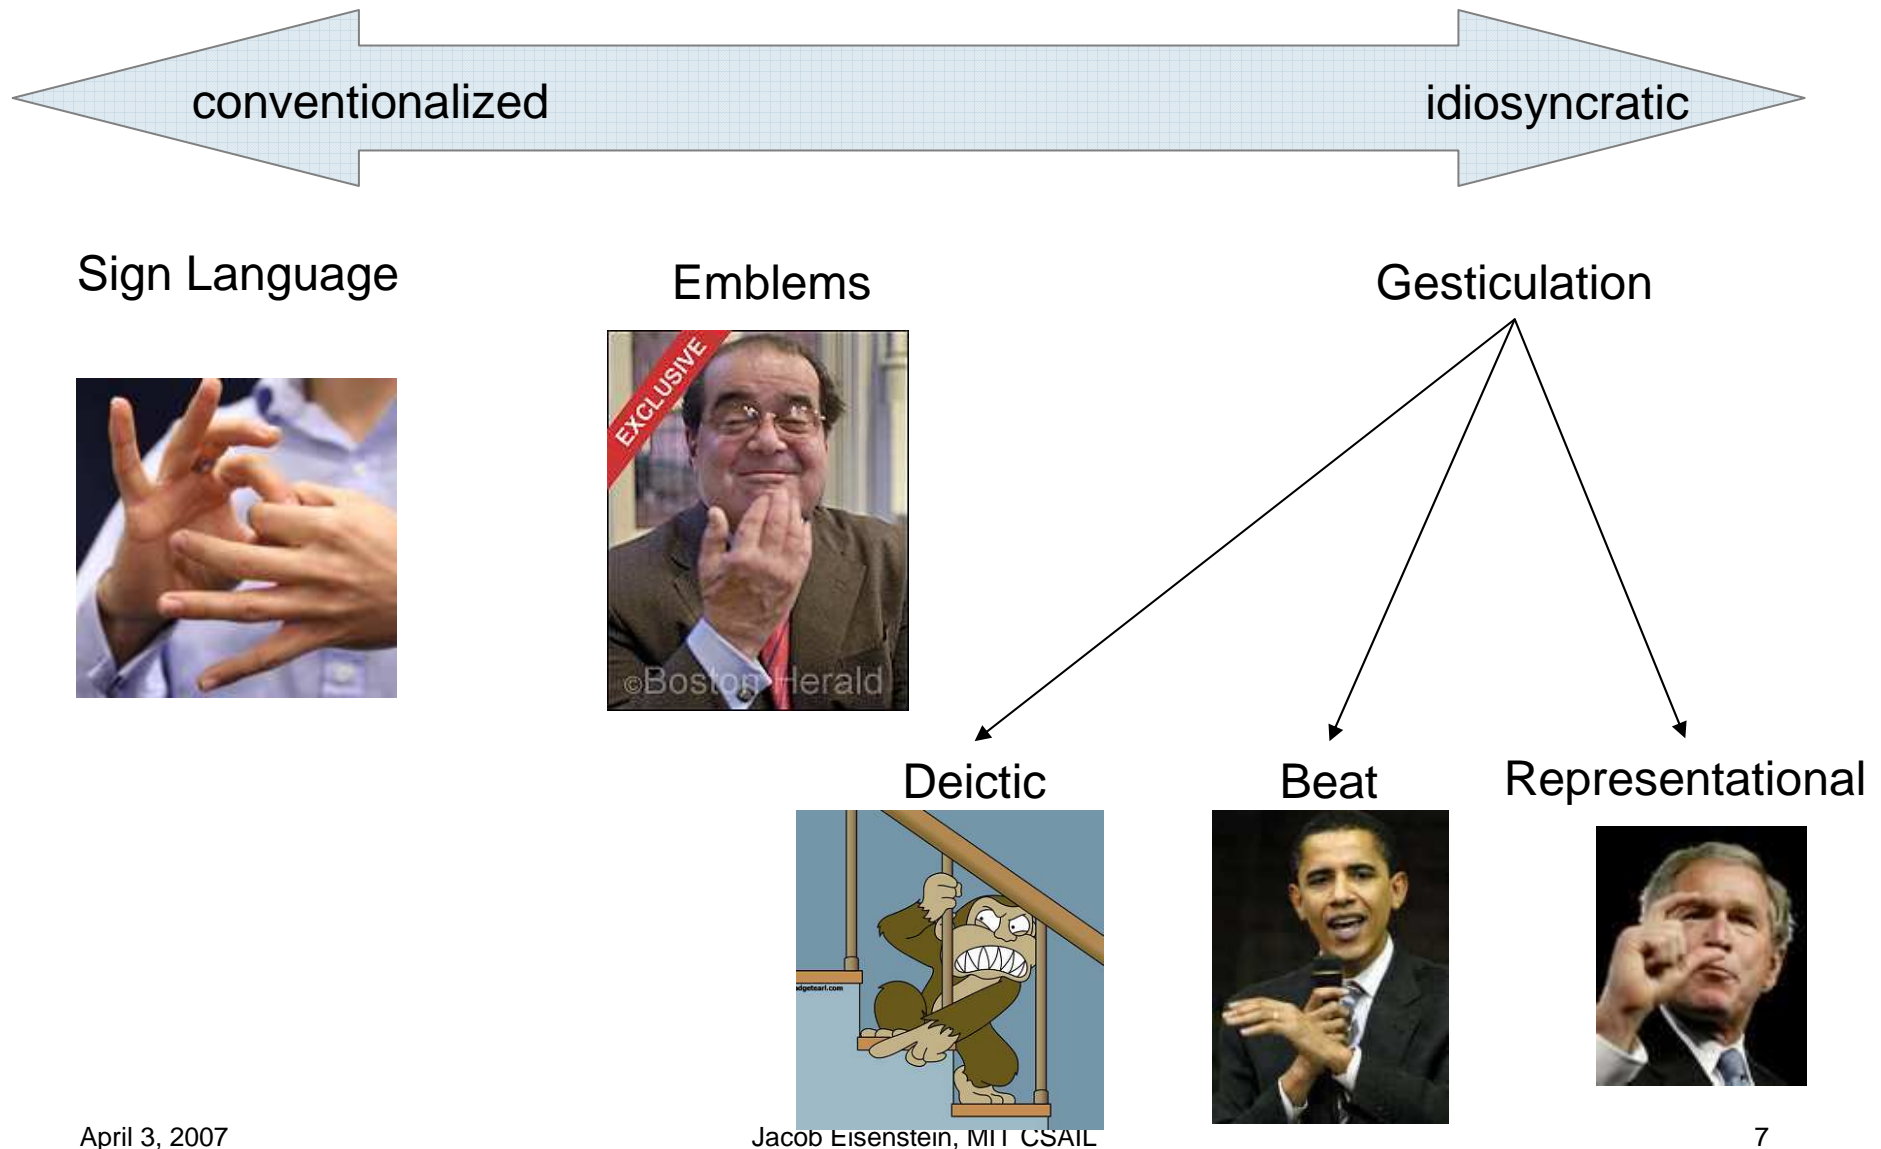 conventionalized
idiosyncratic
Sign Language
Emblems
Gesticulation
EXCLUSIVE
©Boston Herald
Deictic
Beat
Representational
April 3, 2007
Jacob Eisenstein, MIT CSAIL
7